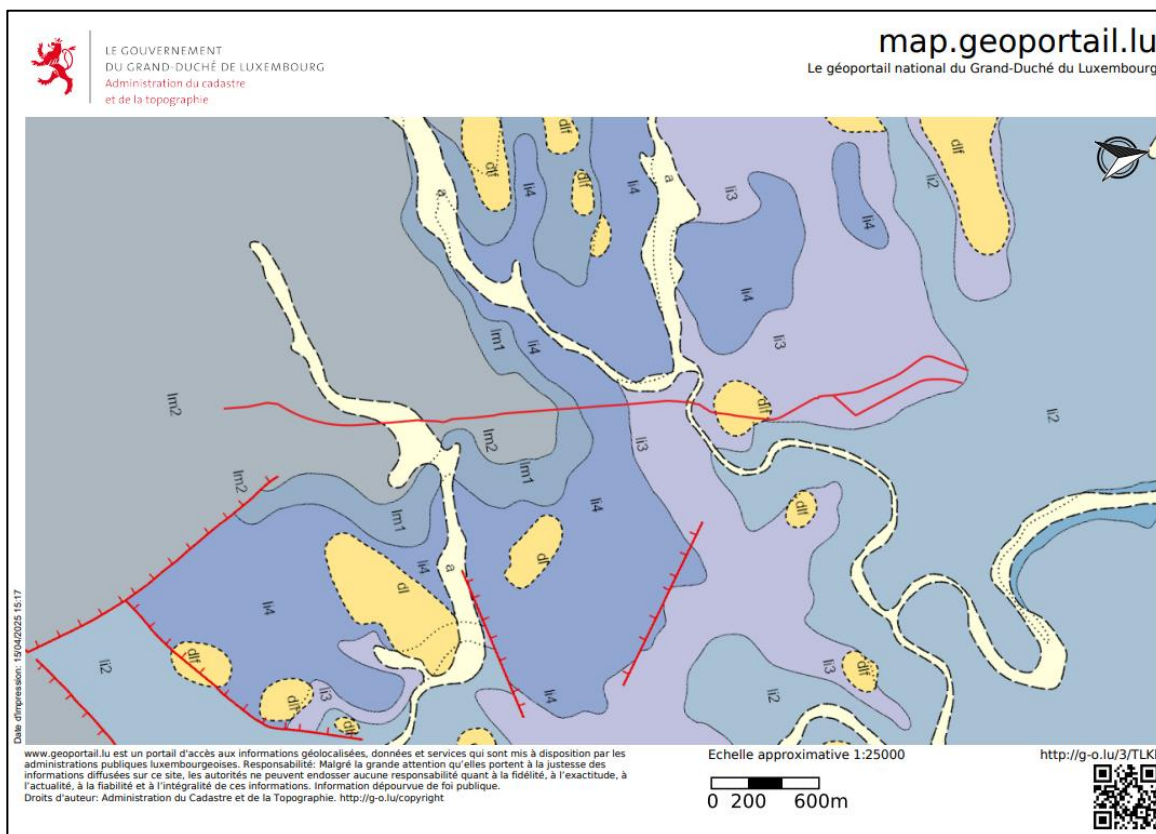 LE GOUVERNEMENT
DU GRAND-DUCHÉ DE LUXEMBOURG
Administration du cadastre
et de la topographie
map.geoportail.lu
Le géoportail national du Grand-Duché du Luxembourg
dlf
dlf
dlf
a
li4
li4
a
li3
li2
li4
li4
lm1
li4
li3
lm2
dlf
li2
lm2
li3
lm2
lm1
li4
dlf
lm1
li4
a
dl
dl
li4
li3
dlf
li2
dlf
dlf
li3
li4
li2
dlf
Date d'impression: 15/04/2025 15:17
www.geoportail.lu est un portail d'accès aux informations géolocalisées, données et services qui sont mis à disposition par les
administrations publiques luxembourgeoises. Responsabilité: Malgré la grande attention qu'elles portent à la justesse des
informations diffusées sur ce site, les autorités ne peuvent endosser aucune responsabilité quant à la fidélité, à l'exactitude, à
l'actualité, à la fiabilité et à l'intégralité de ces informations. Information dépourvue de foi publique.
Droits d'auteur: Administration du Cadastre et de la Topographie. http://g-o.lu/copyright
Echelle approximative 1:25000
0 200 600m